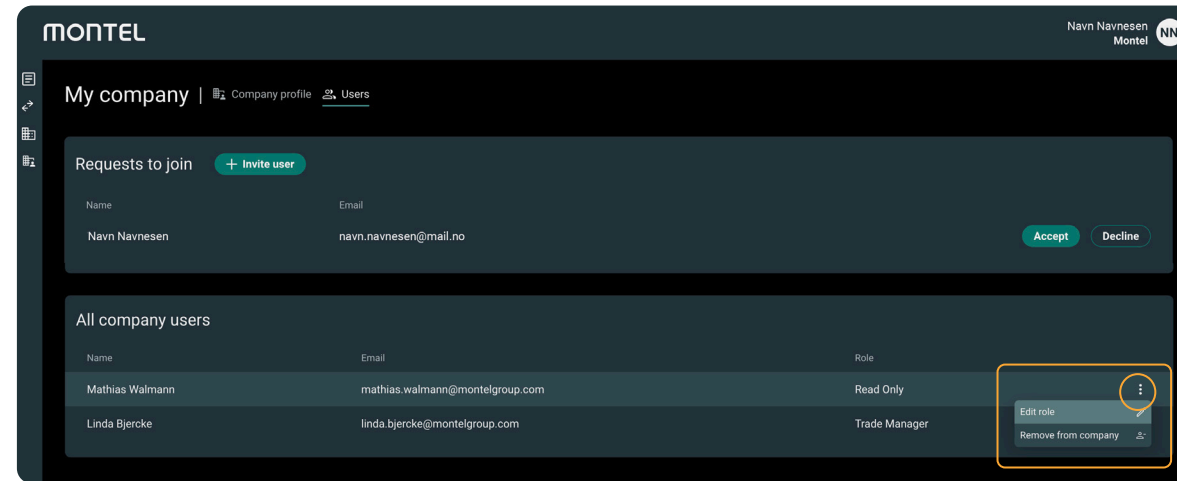 MONTEL
Navn Navnesen
Montel
NN
My company | Company profile Users
Requests to join + Invite user
Name Email
Navn Navnesen navn.navnesen@mail.no Accept Decline
All company users
Name Email Role
Mathias Walmann mathias.walmann@montelgroup.com Read Only
Edit role
Linda Bjercke linda.bjercke@montelgroup.com Trade Manager
Remove from company